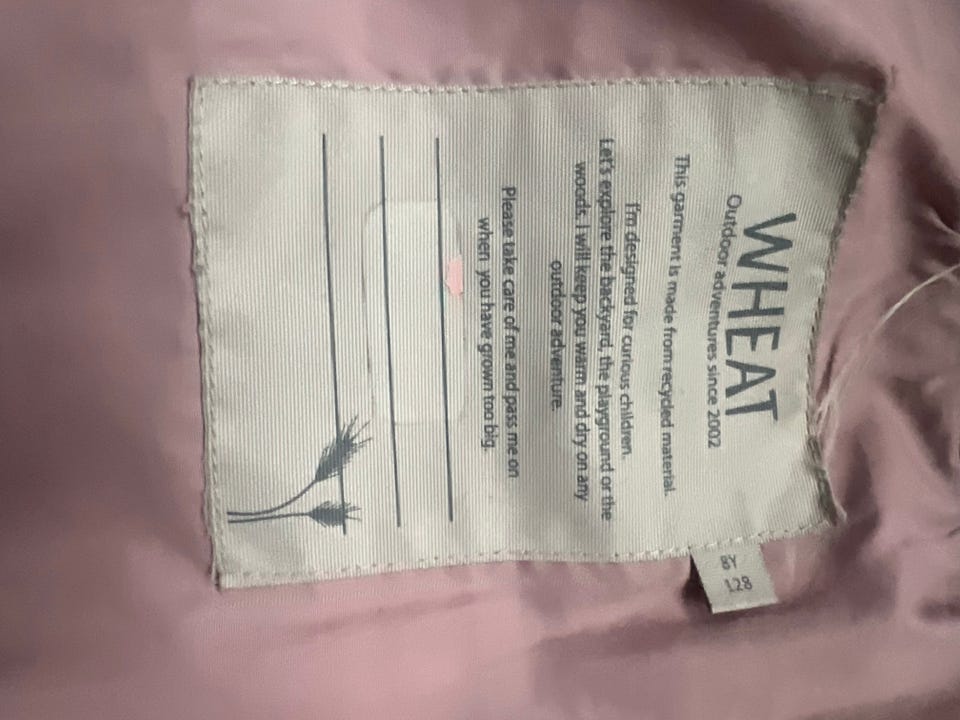 WHEAT
Outdoor adventures since 2002
This garment is made from recycled material.
I'm designed for curious children.
Let's explore the backyard, the playground or the
woods. I will keep you warm and dry on any
outdoor adventure.
Please take care of me and pass me on
when you have grown too big.
8Y
128